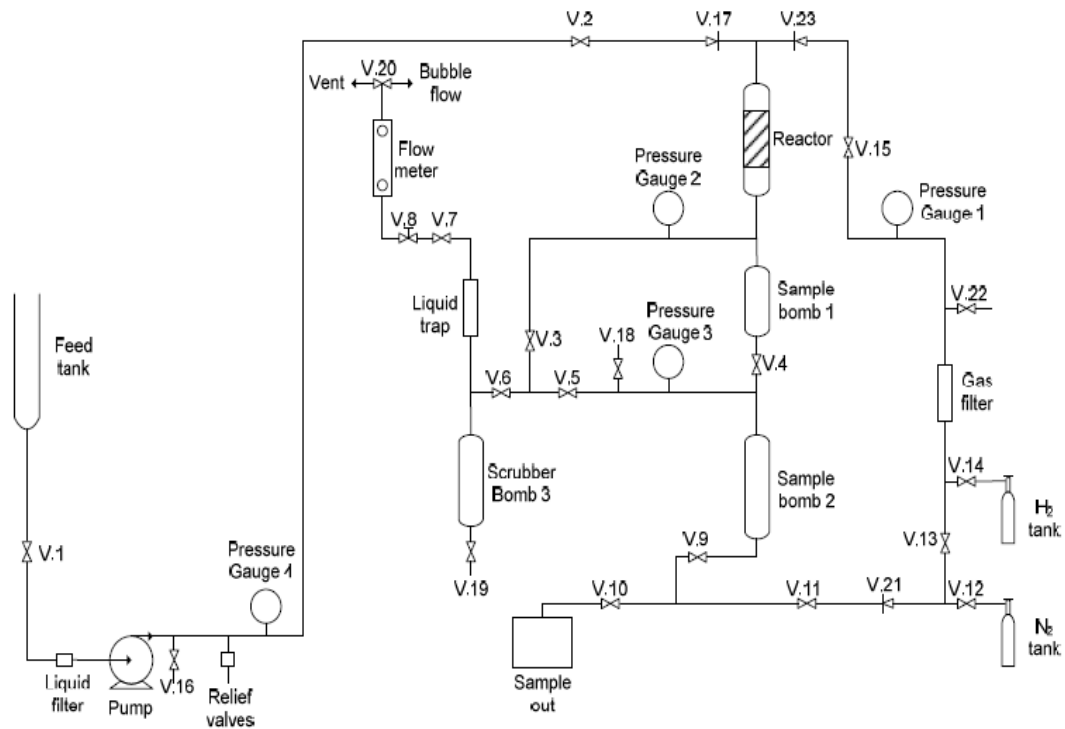 V.2
V.17
V.23
V.20
Vent
Bubble
flow
Flow
meter
Reactor
V.15
Pressure
Gauge 2
Pressure
Gauge 1
V.8
V.7
Liquid
trap
Sample
bomb 1
V.22
Feed
tank
V.3
V.18
Pressure
Gauge 3
V.4
V.6
V.5
Gas
filter
Scrubber
Bomb 3
Sample
bomb 2
V.14
H2
tank
V.1
Pressure
Gauge 4
V.19
V.9
V.13
V.10
V.11
V.21
V.12
N2
tank
Liquid
filter
Pump
V.16
Relief
valves
Sample
out